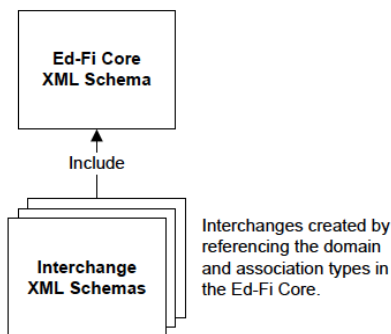 Ed-Fi Core
XML Schema
Include
Interchange
XML Schemas
Interchanges created by
referencing the domain
and association types in
the Ed-Fi Core.